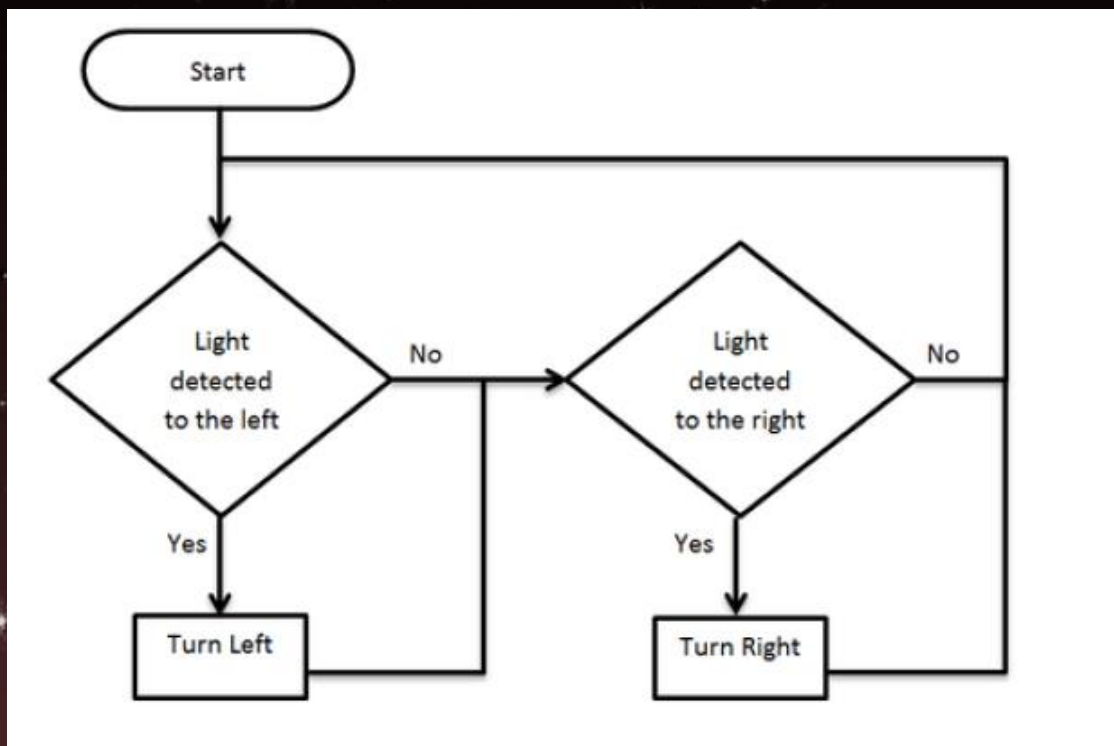 Start
Light
detected
to the left
No
Yes
Turn Left
Light
detected
to the right
No
Yes
Turn Right